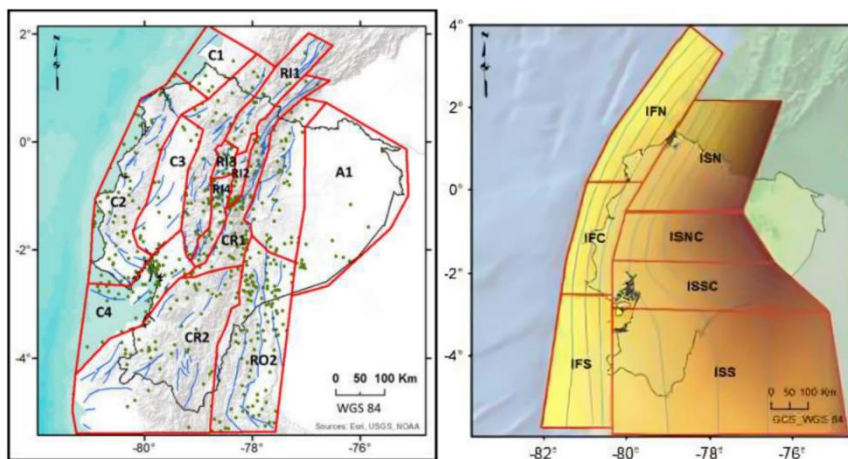 2°
0°
-2°
-4°
-80°
-78°
-76°
C1
RI1
C3
RI3
RI2
RI4
A1
C2
CR1
C4
CR2
RO2
0 50 100 Km
WGS 84
Sources: Esri, USGS, NOAA
4°
2°
0°
-2°
-4°
-82°
-80°
-78°
-76°
IFN
ISN
IFC
ISNC
ISSC
IFS
ISS
0 50 100 Km
GCS_WGS 84